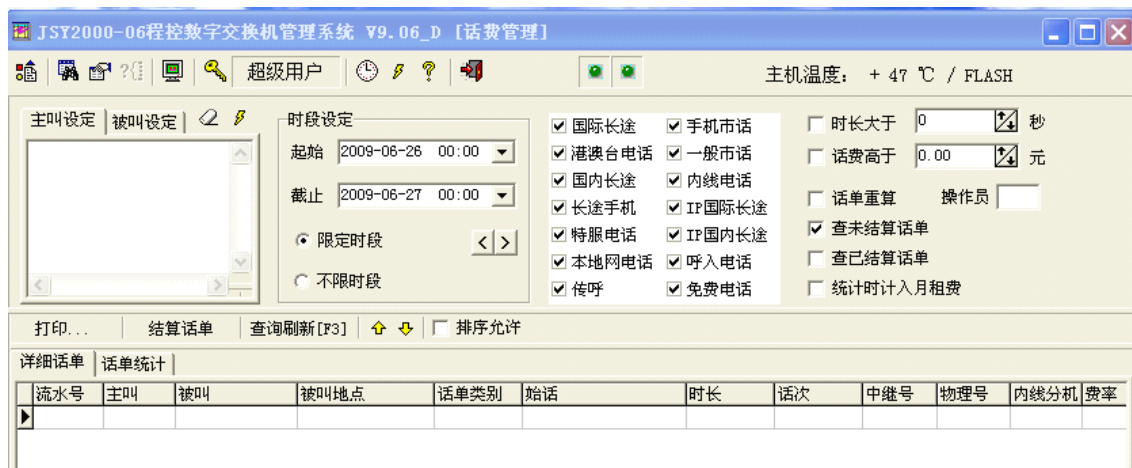 JSY2000-06程控数字交换机管理系统 V9.06_D [话费管理]
超级用户 主机温度: + 47 ℃ / FLASH
主叫设定 被叫设定
时段设定
起始 2009-06-26 00:00
截止 2009-06-27 00:00
限定时段 < >
不限时段
国际长途 手机市话
港澳台电话 一般市话
国内长途 内线电话
长途手机 IP国际长途
特服电话 IP国内长途
本地网电话 呼入电话
传呼 免费电话
时长大于 0 秒
话费高于 0.00 元
话单重算 操作员
查未结算话单
查已结算话单
统计时计入月租费
打印... 结算话单 查询刷新[F3] 排序允许
详细话单 话单统计
流水号 主叫 被叫 被叫地点 话单类别 始话 时长 话次 中继号 物理号 内线分机 费率